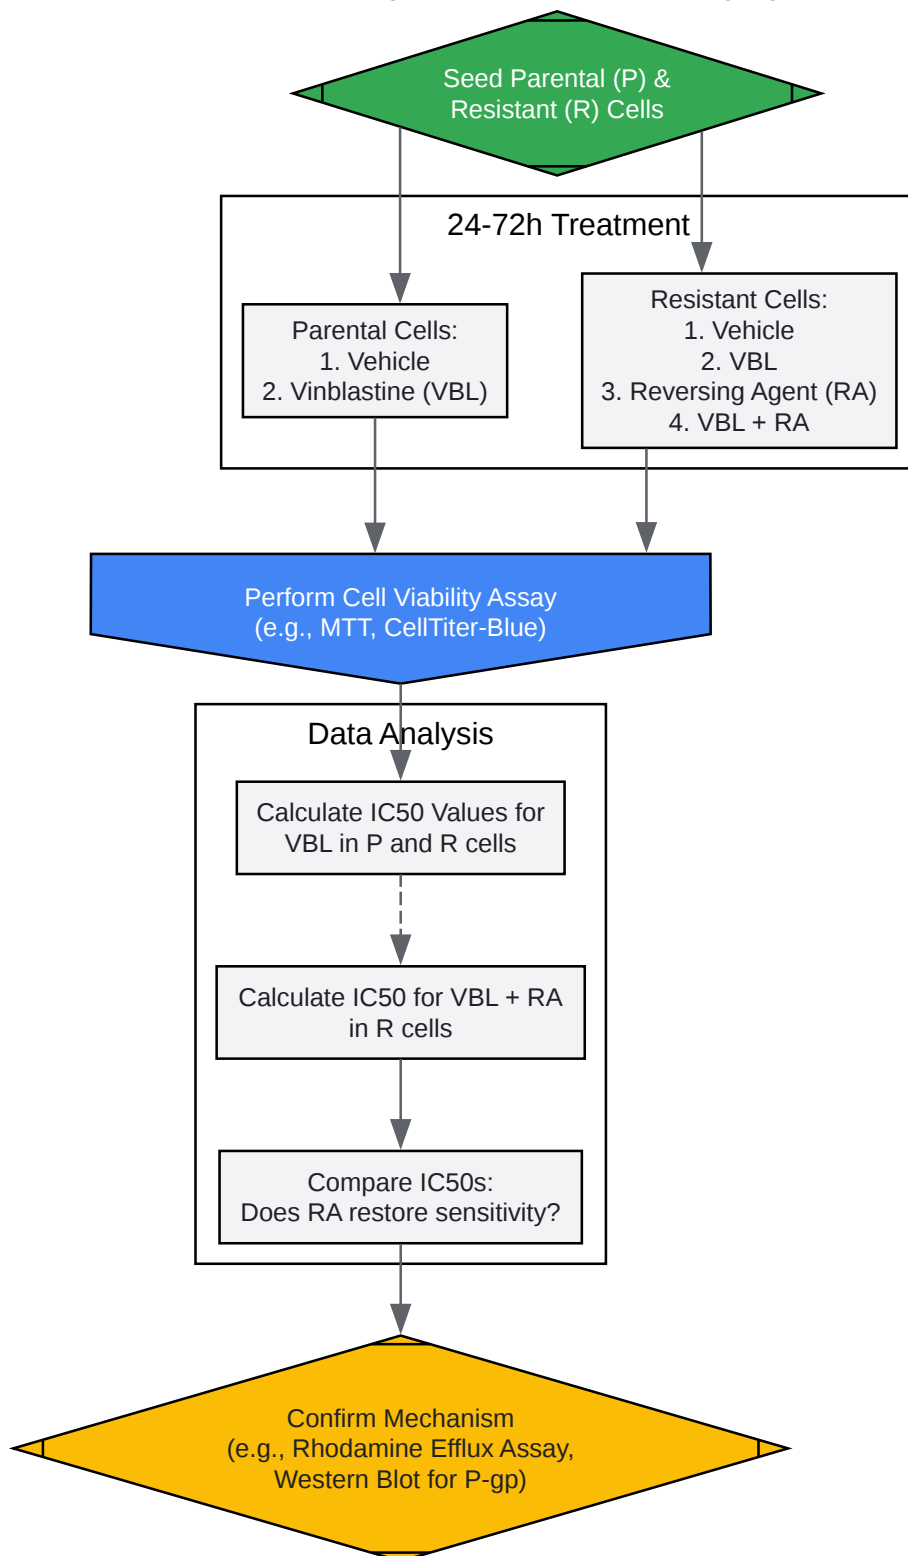 Seed Parental (P) &
Resistant (R) Cells
24-72h Treatment
Parental Cells:
1. Vehicle
2. Vinblastine (VBL)
Resistant Cells:
1. Vehicle
2. VBL
3. Reversing Agent (RA)
4. VBL + RA
Perform Cell Viability Assay
(e.g., MTT, CellTiter-Blue)
Data Analysis
Calculate IC50 Values for
VBL in P and R cells
Calculate IC50 for VBL + RA
in R cells
Compare IC50s:
Does RA restore sensitivity?
Confirm Mechanism
(e.g., Rhodamine Efflux Assay,
Western Blot for P-gp)